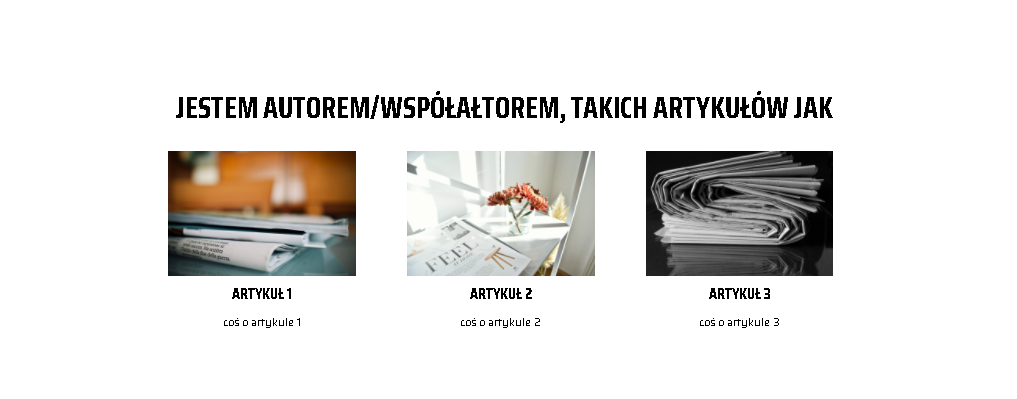 JESTEM AUTOREM/WSPÓŁAŁTOREM, TAKICH ARTYKUŁÓW JAK
FEEL
ARTYKUŁ 1
ARTYKUŁ 2
ARTYKUŁ 3
coś o artykule 1
coś o artykule 2
coś o artykule 3